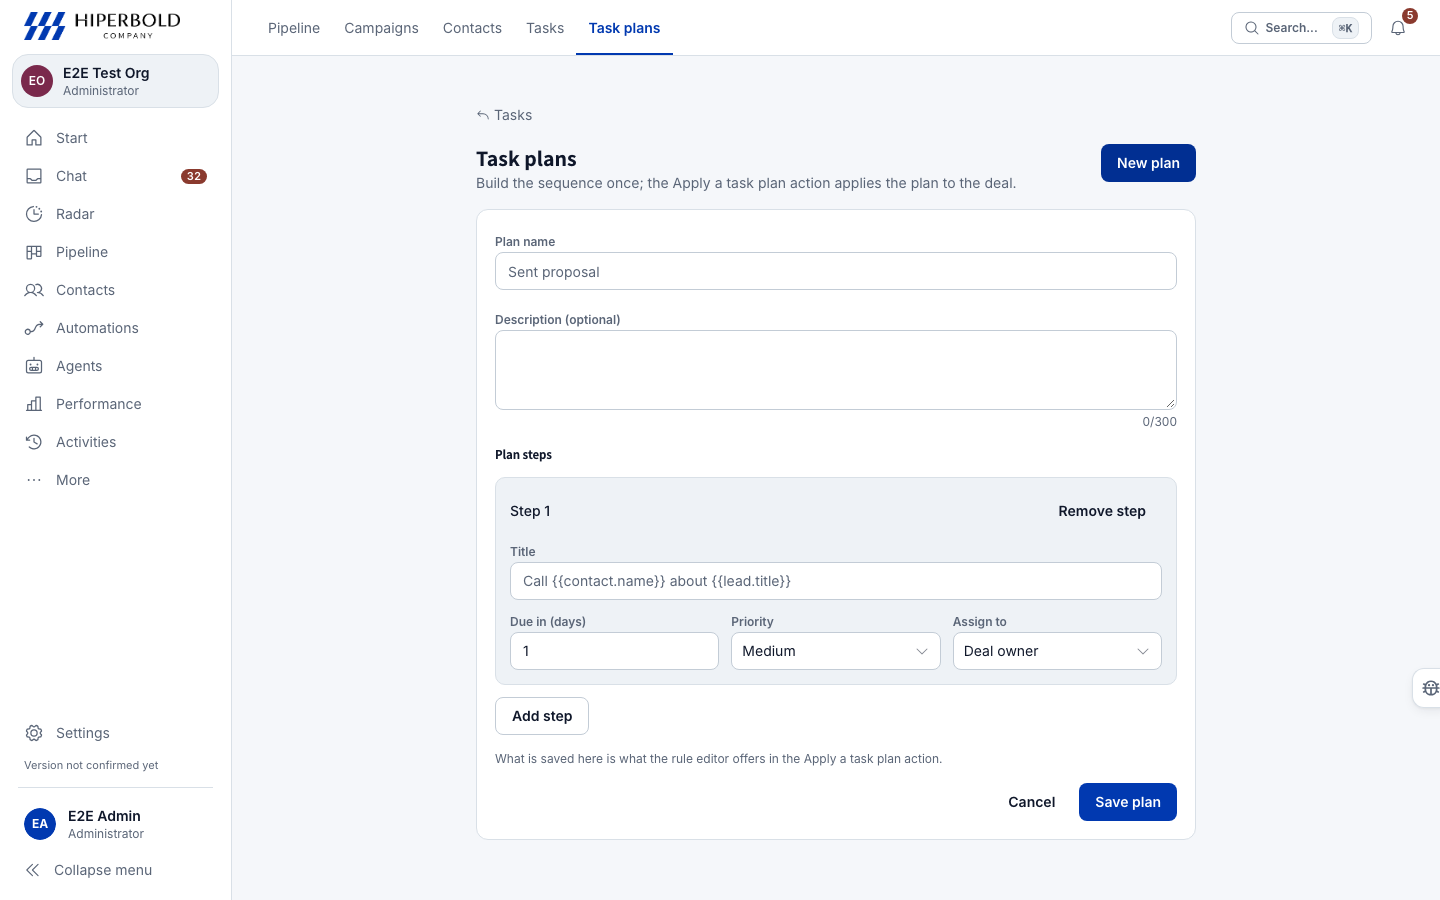 HIPERBOLD
COMPANY
EO
E2E Test Org
Administrator
Start
Chat
32
Radar
Pipeline
Contacts
Automations
Agents
Performance
Activities
More
Settings
Version not confirmed yet
EA
E2E Admin
Administrator
Collapse menu
Pipeline
Campaigns
Contacts
Tasks
Task plans
Search...
⌘K
5
Tasks
Task plans
Build the sequence once; the Apply a task plan action applies the plan to the deal.
New plan
Plan name
Sent proposal
Description (optional)
0/300
Plan steps
Step 1
Remove step
Title
Call {{contact.name}} about {{lead.title}}
Due in (days)
Priority
Assign to
1
Medium
Deal owner
Add step
What is saved here is what the rule editor offers in the Apply a task plan action.
Cancel
Save plan